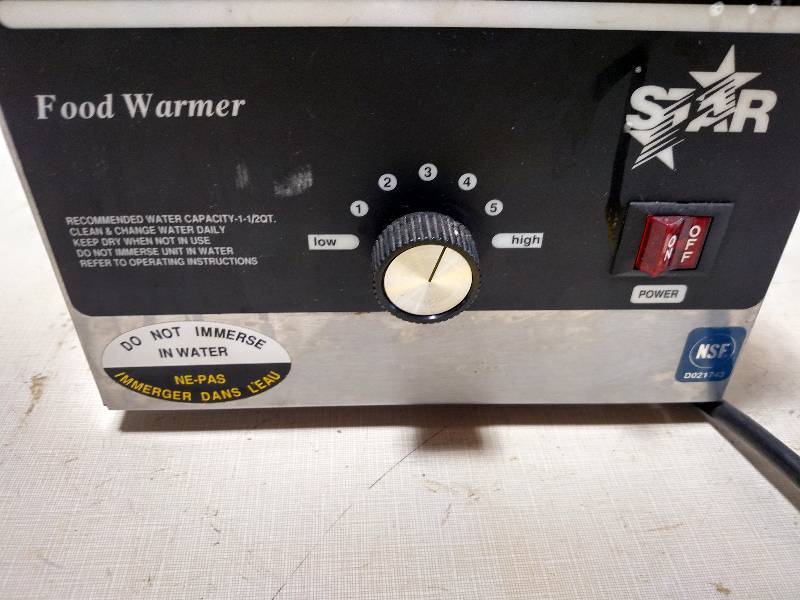 Food Warmer
STAR
RECOMMENDED WATER CAPACITY-1-1/2QT.
CLEAN & CHANGE WATER DAILY
KEEP DRY WHEN NOT IN USE
DO NOT IMMERSE UNIT IN WATER
REFER TO OPERATING INSTRUCTIONS
1
2
3
4
5
low
high
ON
OFF
POWER
DO NOT IMMERSE
IN WATER
NE-PAS
IMMERGER DANS L'EAU
NSF